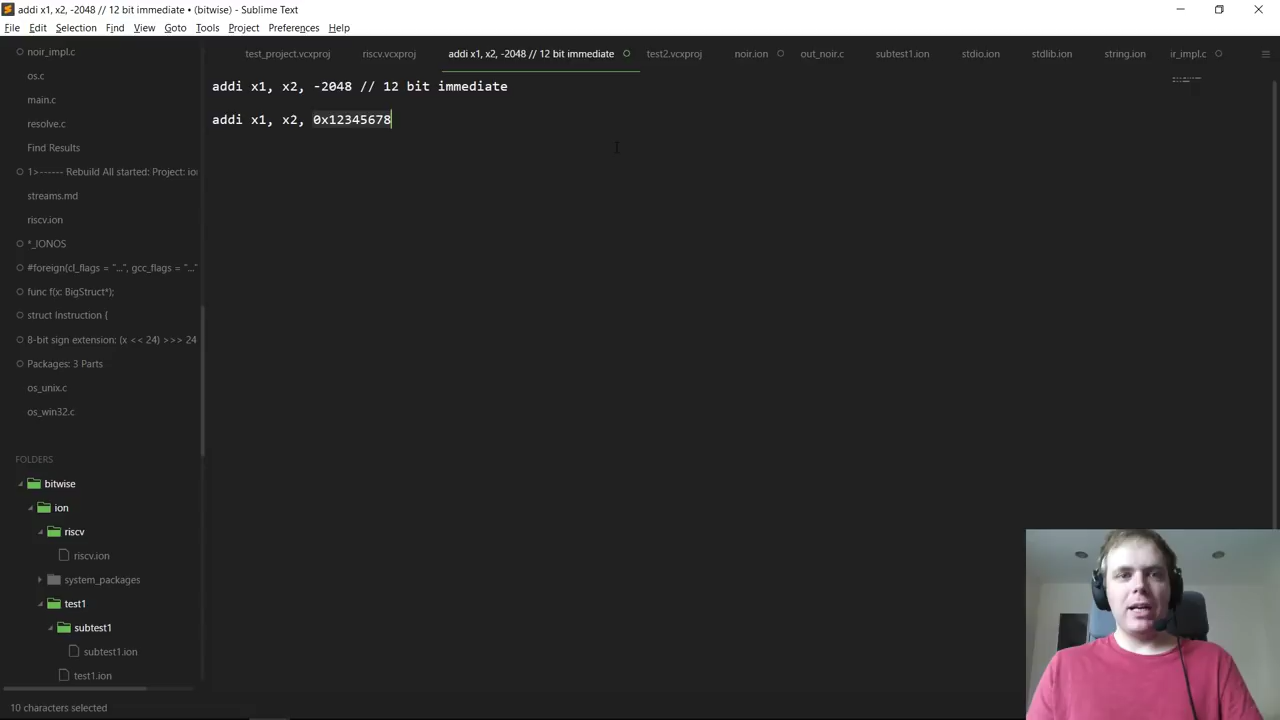 addi x1, x2, -2048 // 12 bit immediate • (bitwise) - Sublime Text
File Edit Selection Find View Goto Tools Project Preferences Help
test_project.vcxproj riscv.vcxproj addi x1, x2, -2048 // 12 bit immediate test2.vcxproj noir.ion out_noir.c subtest1.ion stdio.ion stdlib.ion string.ion ir_impl.c
noir_impl.c
os.c
main.c
resolve.c
Find Results
1>------ Rebuild All started: Project: ion
streams.md
riscv.ion
*_IONOS
#foreign(cl_flags = "...", gcc_flags = "..."
func f(x: BigStruct*);
struct Instruction {
8-bit sign extension: (x << 24) >>> 24
Packages: 3 Parts
os_unix.c
os_win32.c
FOLDERS
bitwise
ion
riscv
riscv.ion
system_packages
test1
subtest1
subtest1.ion
test1.ion
addi x1, x2, -2048 // 12 bit immediate
addi x1, x2, 0x12345678
10 characters selected